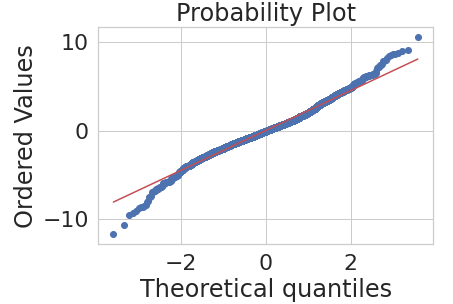 Probability Plot
Ordered Values
10
0
−10
−2
0
2
Theoretical quantiles